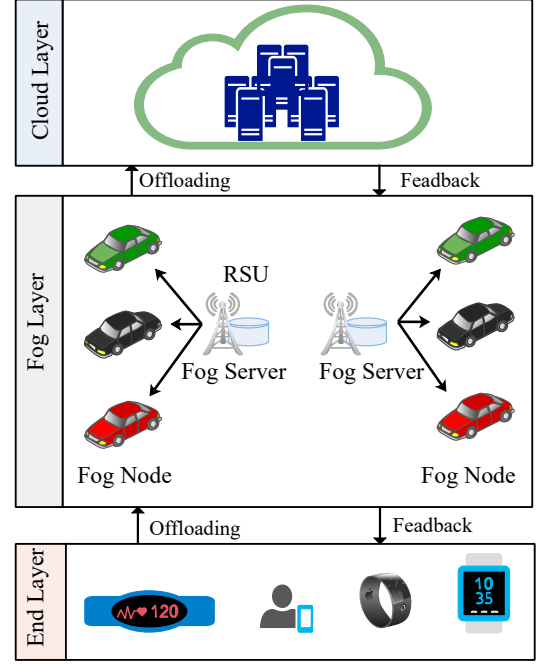 Cloud Layer
Offloading
Feadback
Fog Layer
RSU
Fog Server
Fog Server
Fog Node
Fog Node
Offloading
Feadback
End Layer
120
10
35